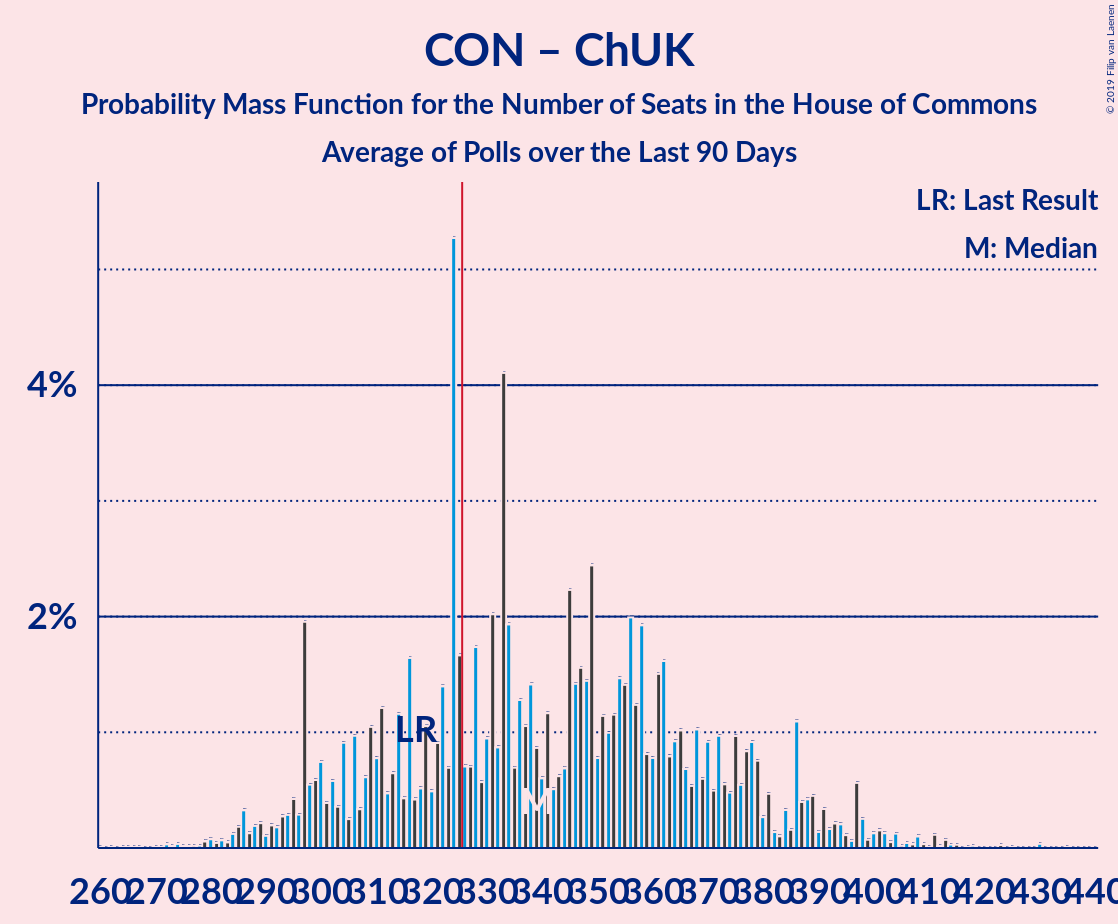 CON – ChUK
Probability Mass Function for the Number of Seats in the House of Commons
Average of Polls over the Last 90 Days
© 2019 Filip van Laenen
LR: Last Result
M: Median
4%
2%
LR
M
260 270 280 290 300 310 320 330 340 350 360 370 380 390 400 410 420 430 440